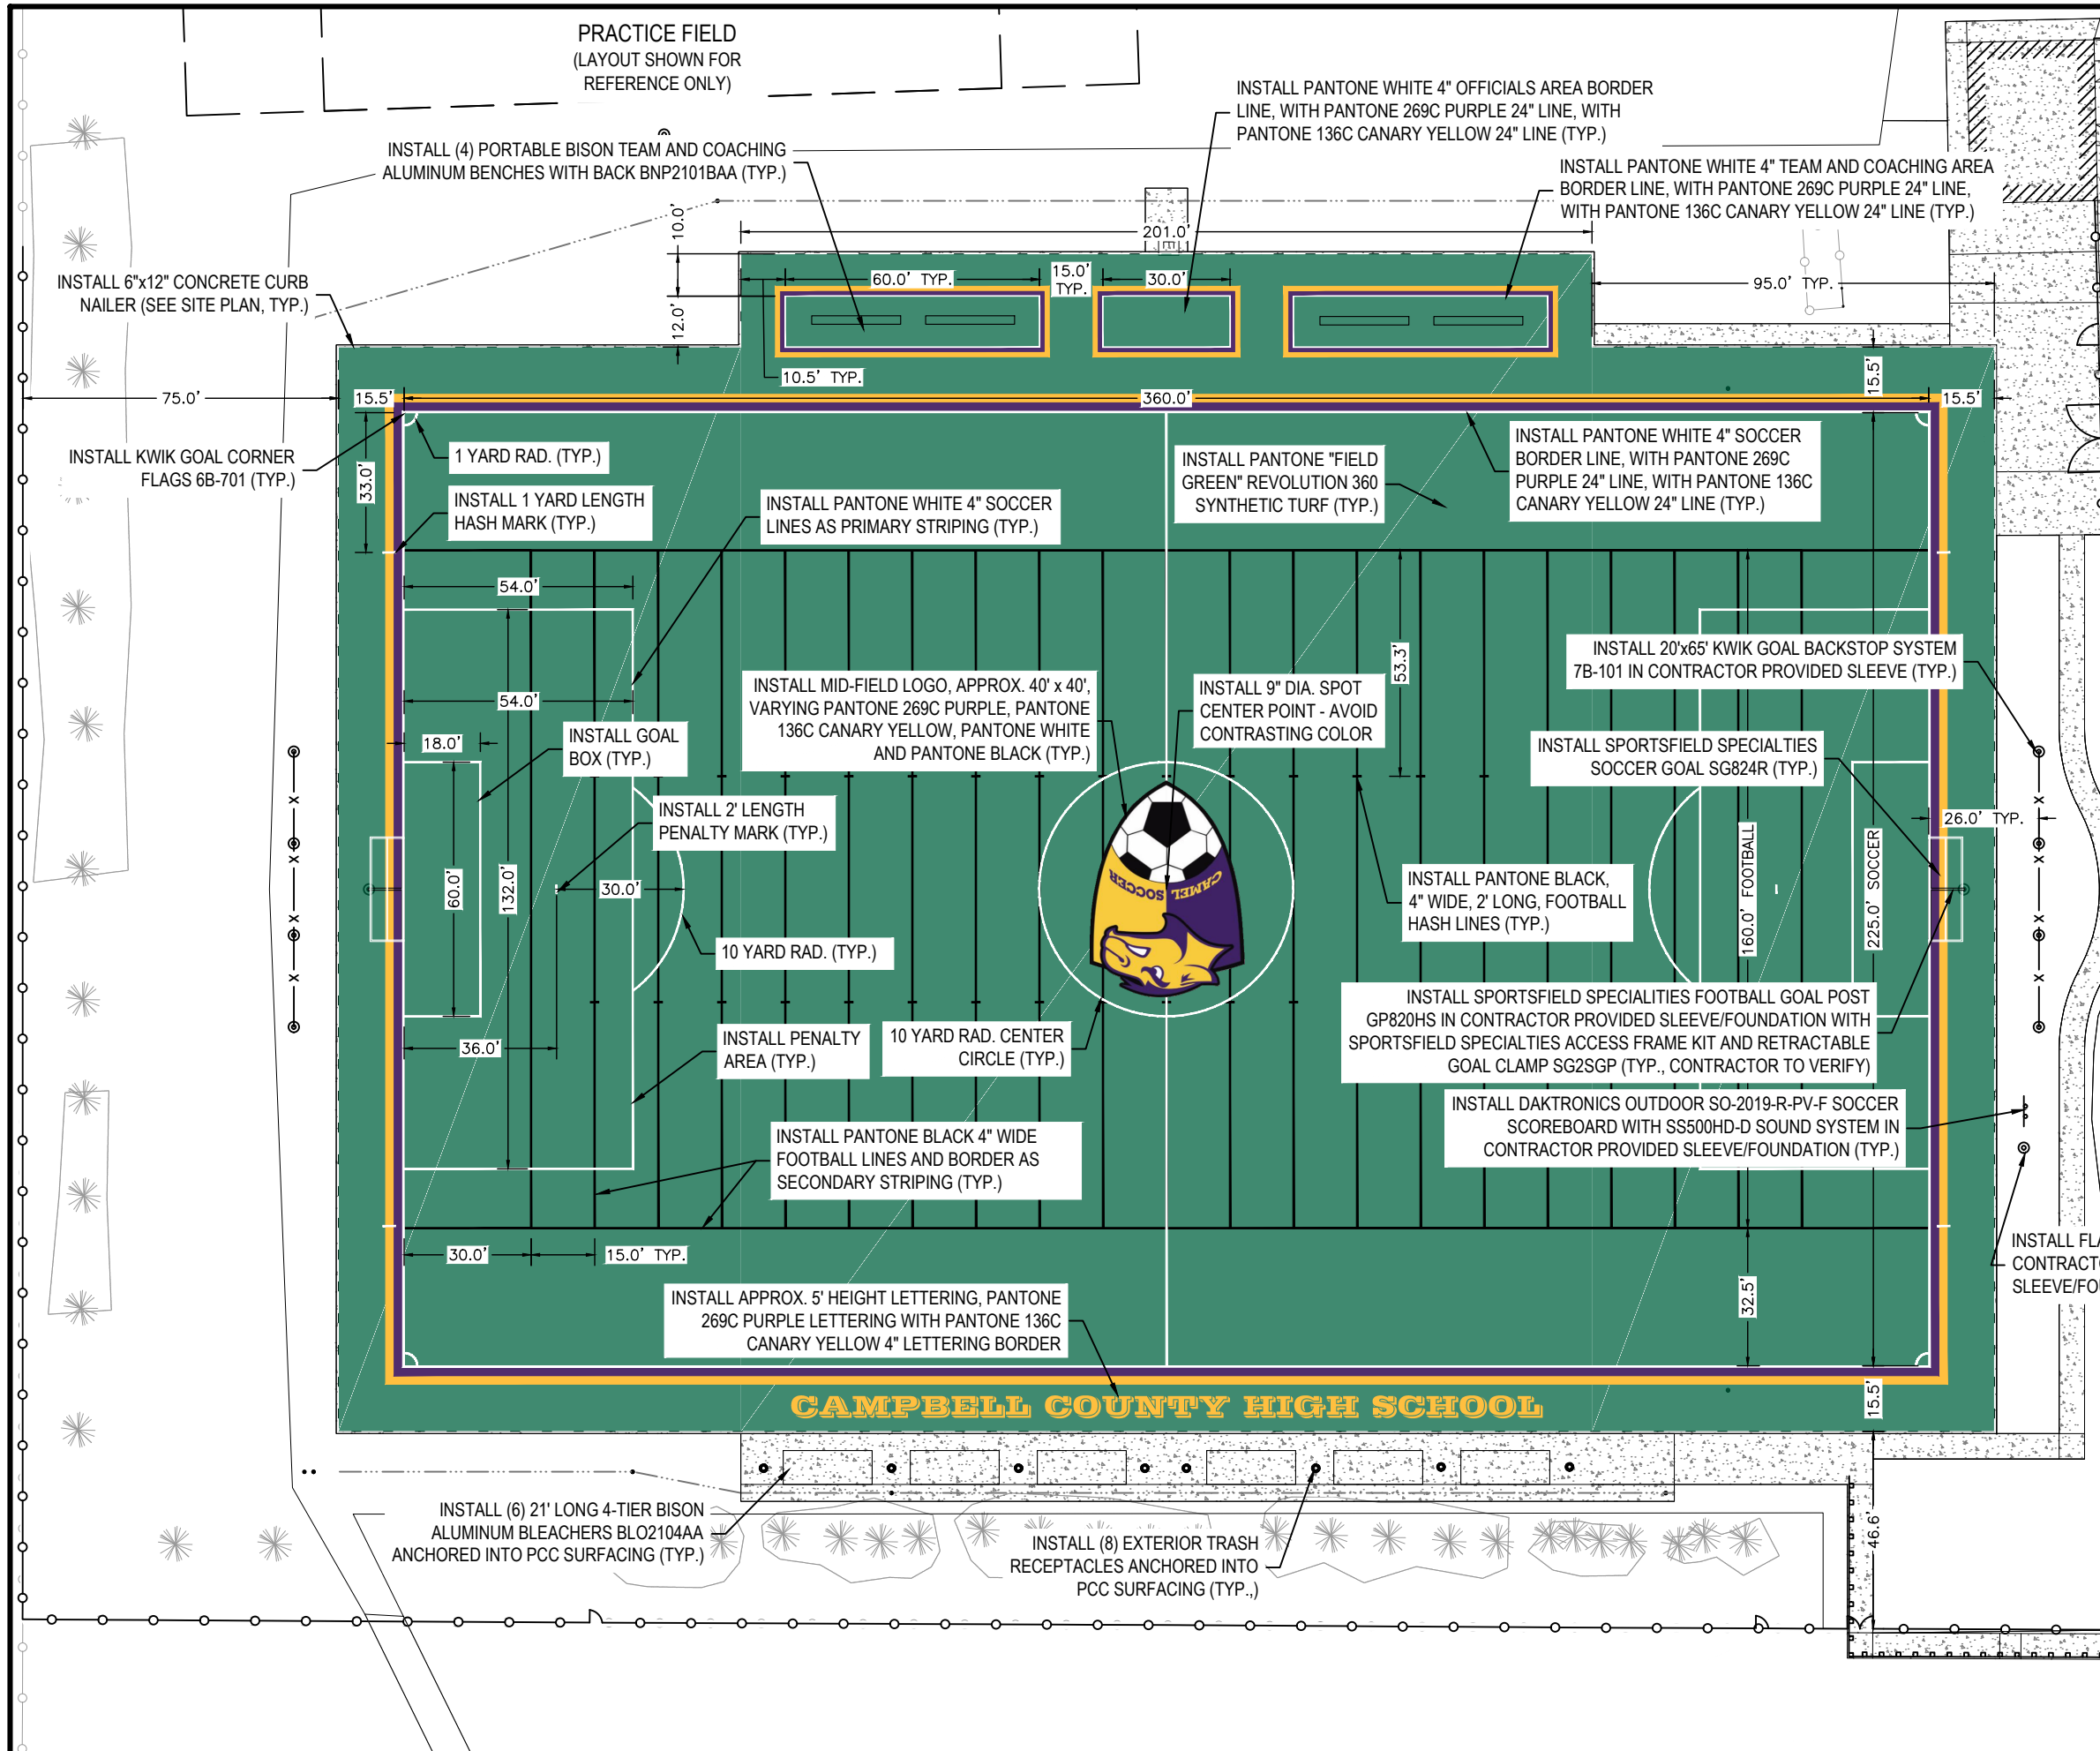 PRACTICE FIELD
(LAYOUT SHOWN FOR
REFERENCE ONLY)
INSTALL PANTONE WHITE 4" OFFICIALS AREA BORDER
LINE, WITH PANTONE 269C PURPLE 24" LINE, WITH
PANTONE 136C CANARY YELLOW 24" LINE (TYP.)
INSTALL (4) PORTABLE BISON TEAM AND COACHING
ALUMINUM BENCHES WITH BACK BNP2101BAA (TYP.)
INSTALL PANTONE WHITE 4" TEAM AND COACHING AREA
BORDER LINE, WITH PANTONE 269C PURPLE 24" LINE,
WITH PANTONE 136C CANARY YELLOW 24" LINE (TYP.)
10.0'
201.0'
INSTALL 6"x12" CONCRETE CURB
NAILER (SEE SITE PLAN, TYP.)
60.0' TYP.
15.0'
TYP.
30.0'
95.0' TYP.
12.0'
10.5' TYP.
15.5'
75.0'
15.5'
360.0'
15.5'
INSTALL KWIK GOAL CORNER
FLAGS 6B-701 (TYP.)
33.0'
1 YARD RAD. (TYP.)
INSTALL 1 YARD LENGTH
HASH MARK (TYP.)
INSTALL PANTONE WHITE 4" SOCCER
LINES AS PRIMARY STRIPING (TYP.)
INSTALL PANTONE "FIELD
GREEN" REVOLUTION 360
SYNTHETIC TURF (TYP.)
INSTALL PANTONE WHITE 4" SOCCER
BORDER LINE, WITH PANTONE 269C
PURPLE 24" LINE, WITH PANTONE 136C
CANARY YELLOW 24" LINE (TYP.)
54.0'
54.0'
53.3'
INSTALL 20'x65' KWIK GOAL BACKSTOP SYSTEM
7B-101 IN CONTRACTOR PROVIDED SLEEVE (TYP.)
INSTALL MID-FIELD LOGO, APPROX. 40' x 40',
VARYING PANTONE 269C PURPLE, PANTONE
136C CANARY YELLOW, PANTONE WHITE
AND PANTONE BLACK (TYP.)
INSTALL 9" DIA. SPOT
CENTER POINT - AVOID
CONTRASTING COLOR
18.0'
INSTALL GOAL
BOX (TYP.)
INSTALL SPORTSFIELD SPECIALTIES
SOCCER GOAL SG824R (TYP.)
INSTALL 2' LENGTH
PENALTY MARK (TYP.)
26.0' TYP.
60.0'
132.0'
30.0'
160.0' FOOTBALL
225.0' SOCCER
CAMEL
SOCCER
INSTALL PANTONE BLACK,
4" WIDE, 2' LONG, FOOTBALL
HASH LINES (TYP.)
10 YARD RAD. (TYP.)
INSTALL SPORTSFIELD SPECIALITIES FOOTBALL GOAL POST
GP820HS IN CONTRACTOR PROVIDED SLEEVE/FOUNDATION WITH
SPORTSFIELD SPECIALTIES ACCESS FRAME KIT AND RETRACTABLE
GOAL CLAMP SG2SGP (TYP., CONTRACTOR TO VERIFY)
36.0'
INSTALL PENALTY
AREA (TYP.)
10 YARD RAD. CENTER
CIRCLE (TYP.)
INSTALL DAKTRONICS OUTDOOR SO-2019-R-PV-F SOCCER
SCOREBOARD WITH SS500HD-D SOUND SYSTEM IN
CONTRACTOR PROVIDED SLEEVE/FOUNDATION (TYP.)
INSTALL PANTONE BLACK 4" WIDE
FOOTBALL LINES AND BORDER AS
SECONDARY STRIPING (TYP.)
30.0'
15.0' TYP.
32.5'
INSTALL FLA
CONTRACT
SLEEVE/FO
INSTALL APPROX. 5' HEIGHT LETTERING, PANTONE
269C PURPLE LETTERING WITH PANTONE 136C
CANARY YELLOW 4" LETTERING BORDER
CAMPBELL COUNTY HIGH SCHOOL
15.5'
INSTALL (6) 21' LONG 4-TIER BISON
ALUMINUM BLEACHERS BLO2104AA
ANCHORED INTO PCC SURFACING (TYP.)
INSTALL (8) EXTERIOR TRASH
RECEPTACLES ANCHORED INTO
PCC SURFACING (TYP.,)
46.6'